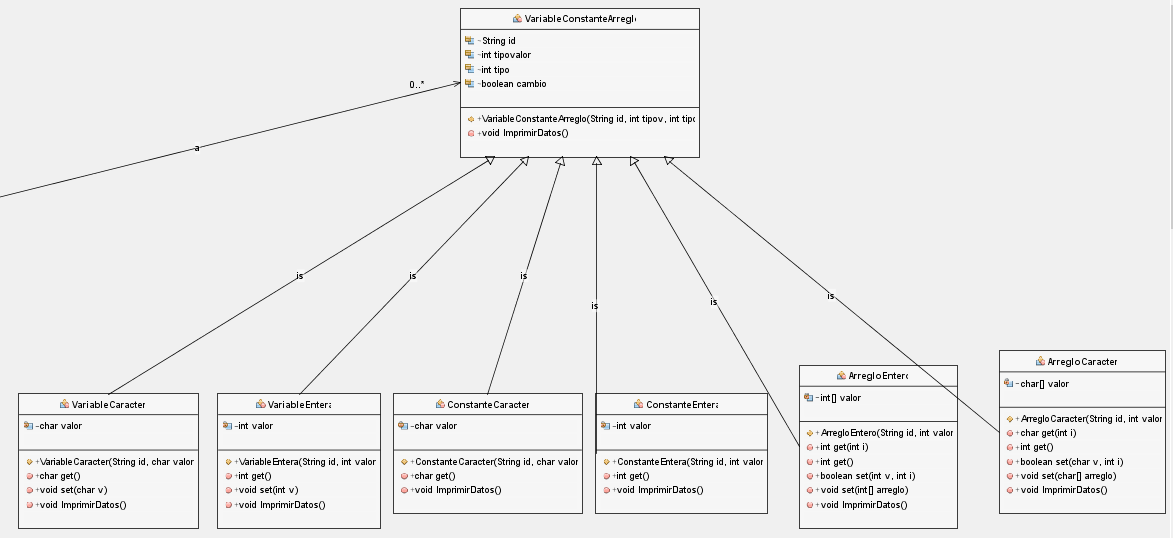 VariableConstanteArregl
-String id
-int tipovalor
-int tipo
-boolean cambio
0..*
+VariableConstanteArreglo(String id, int tipov, int tipo
+void ImprimirDatos()
a
is
is
is
is
is
is
VariableCaracter
-char valor
+VariableCaracter(String id, char valor
+char get()
+void set(char v)
+void ImprimirDatos()
VariableEntera
-int valor
+VariableEntera(String id, int valor
+int get()
+void set(int v)
+void ImprimirDatos()
ConstanteCaracter
-char valor
+ConstanteCaracter(String id, char valor
+char get()
+void ImprimirDatos()
ConstanteEntera
-int valor
+ConstanteEntera(String id, int valor
+int get()
+void ImprimirDatos()
ArregloEntero
-int[] valor
+ArregloEntero(String id, int valor
+int get(int i)
+int get()
+boolean set(int v, int i)
+void set(int[] arreglo)
+void ImprimirDatos()
ArregloCaracter
-char[] valor
+ArregloCaracter(String id, int valor
+char get(int i)
+int get()
+boolean set(char v, int i)
+void set(char[] arreglo)
+void ImprimirDatos()